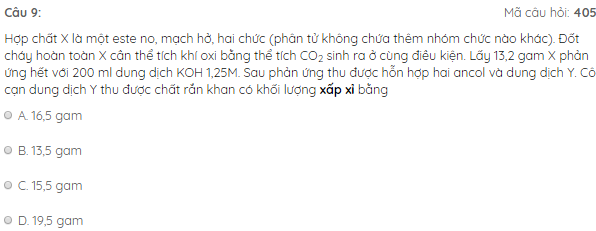 Câu 9: Mã câu hỏi: 405
Hợp chất X là một este no, mạch hở, hai chức (phân tử không chứa thêm nhóm chức nào khác). Đốt
cháy hoàn toàn X cần thể tích khí oxi bằng thể tích CO₂ sinh ra ở cùng điều kiện. Lấy 13,2 gam X phản
ứng hết với 200 ml dung dịch KOH 1,25M. Sau phản ứng thu được hỗn hợp hai ancol và dung dịch Y. Cô
cạn dung dịch Y thu được chất rắn khan có khối lượng xấp xỉ bằng
A. 16,5 gam
B. 13,5 gam
C. 15,5 gam
D. 19,5 gam